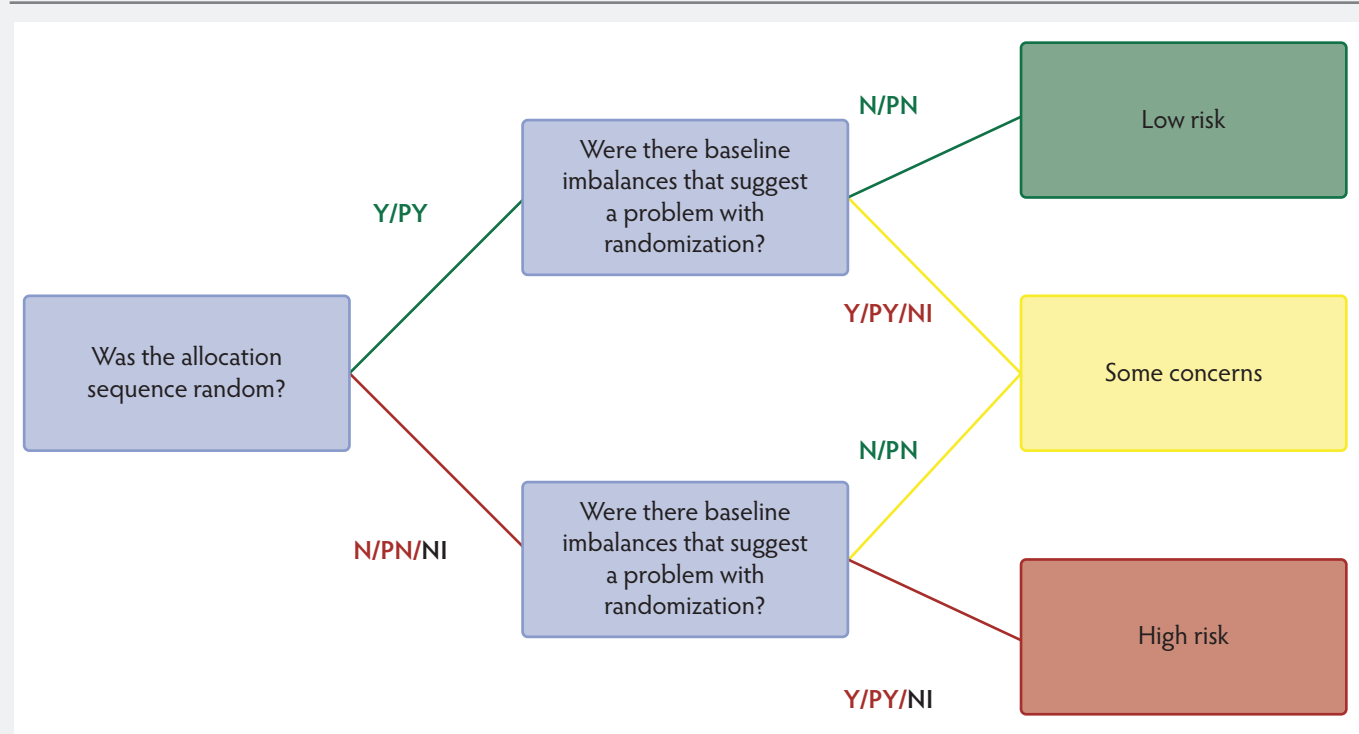 Was the allocation
sequence random?
Y/PY
N/PN/NI
Were there baseline
imbalances that suggest
a problem with
randomization?
N/PN
Y/PY/NI
Were there baseline
imbalances that suggest
a problem with
randomization?
N/PN
Y/PY/NI
Low risk
Some concerns
High risk